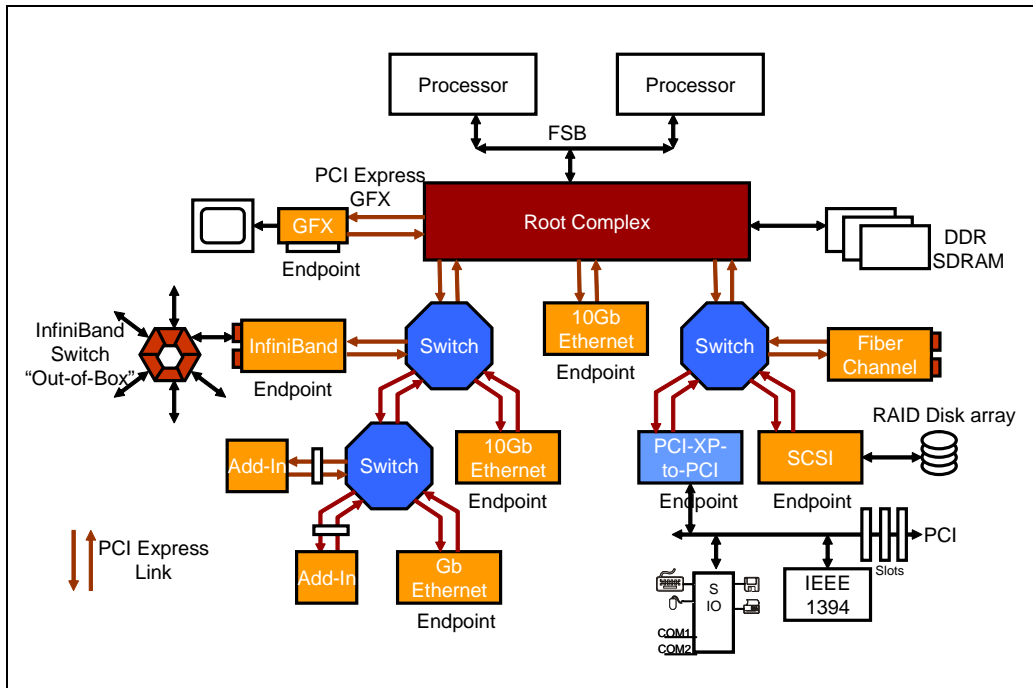 Processor
Processor
FSB
PCI Express
GFX
Root Complex
GFX
Endpoint
DDR
SDRAM
InfiniBand
Switch
“Out-of-Box”
InfiniBand
Endpoint
Switch
10Gb
Ethernet
Endpoint
Switch
Fiber
Channel
RAID Disk array
Add-In
Switch
10Gb
Ethernet
Endpoint
PCI-XP-
to-PCI
Endpoint
SCSI
Endpoint
PCI Express
Link
Add-In
Gb
Ethernet
Endpoint
PCI
Slots
S
IO
COM1
COM2
IEEE
1394